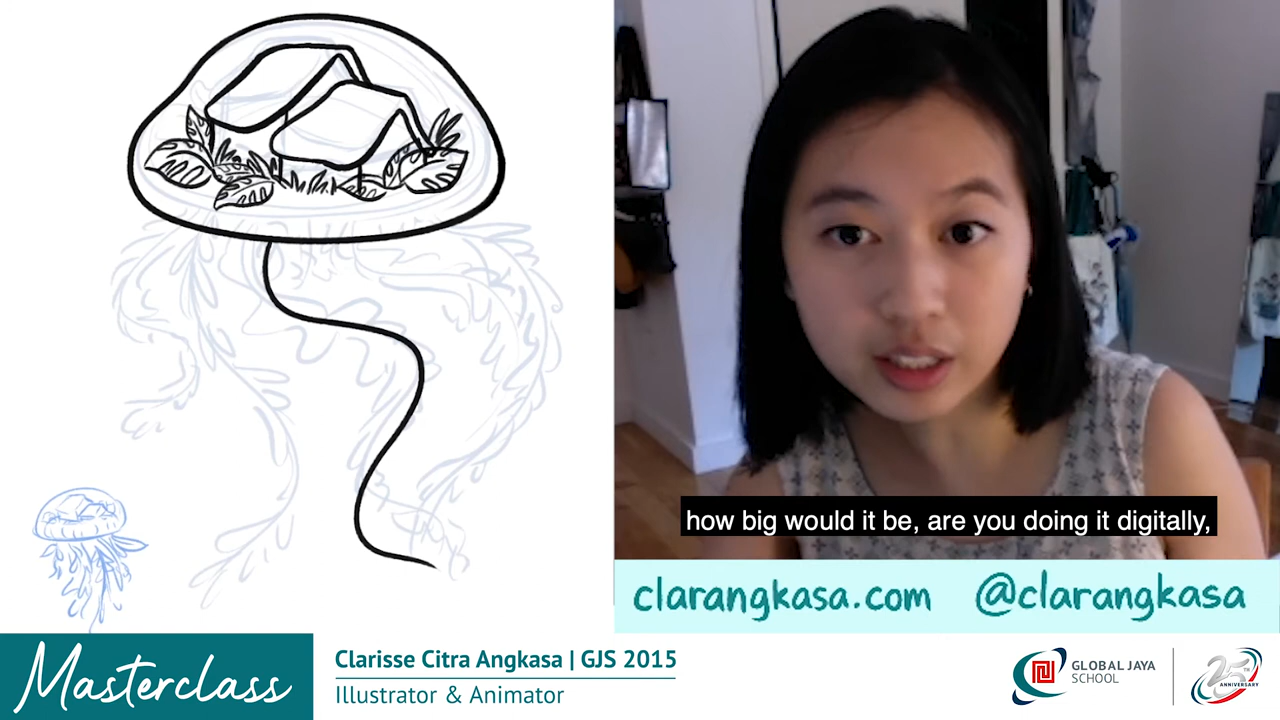 how big would it be, are you doing it digitally,
clarangkasa.com @clarangkasa
Masterclass
Clarisse Citra Angkasa | GJS 2015
Illustrator & Animator
GLOBAL JAYA
SCHOOL
25TH
ANNIVERSARY